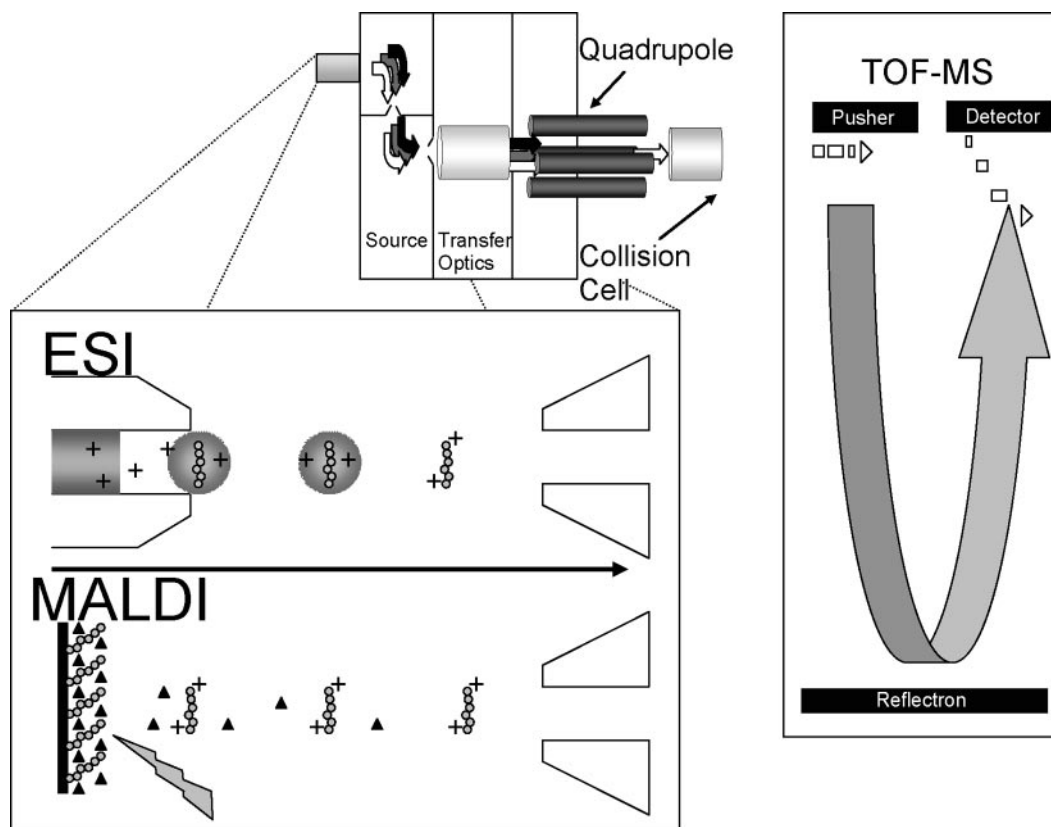 Quadrupole
Source
Transfer
Optics
Collision
Cell
ESI
+
+
+
+
+
+
+
+
+
+
MALDI
+
+
+
+
+
+
TOF-MS
Pusher
Detector
Reflectron